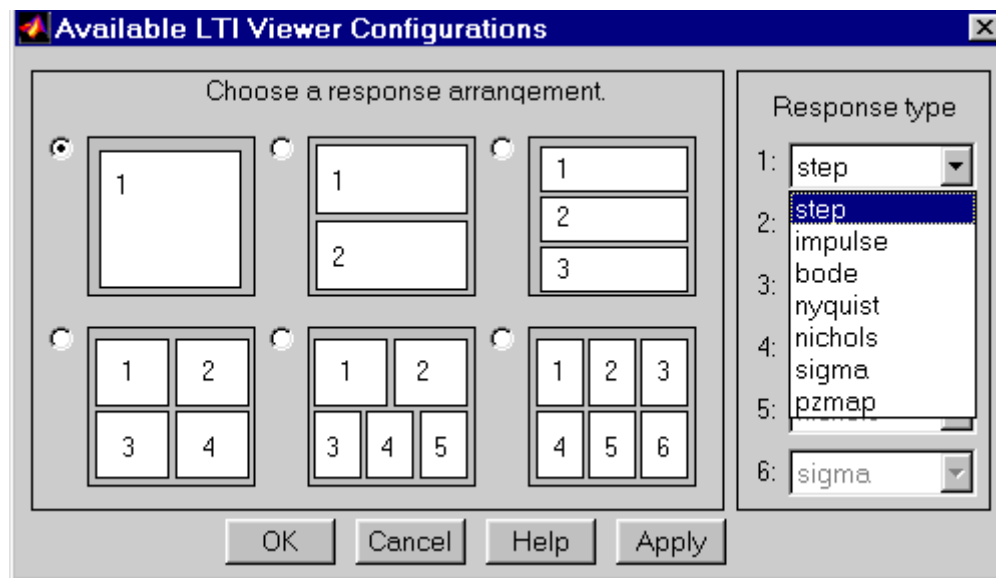 Available LTI Viewer Configurations
Choose a response arrangement.
1
1
2
1
2
3
1 2
3 4
1 2
3 4 5
1 2 3
4 5 6
Response type
1: step
step
2:
impulse
bode
3:
nyquist
nichols
4:
sigma
pzmap
5:
6: sigma
OK Cancel Help Apply